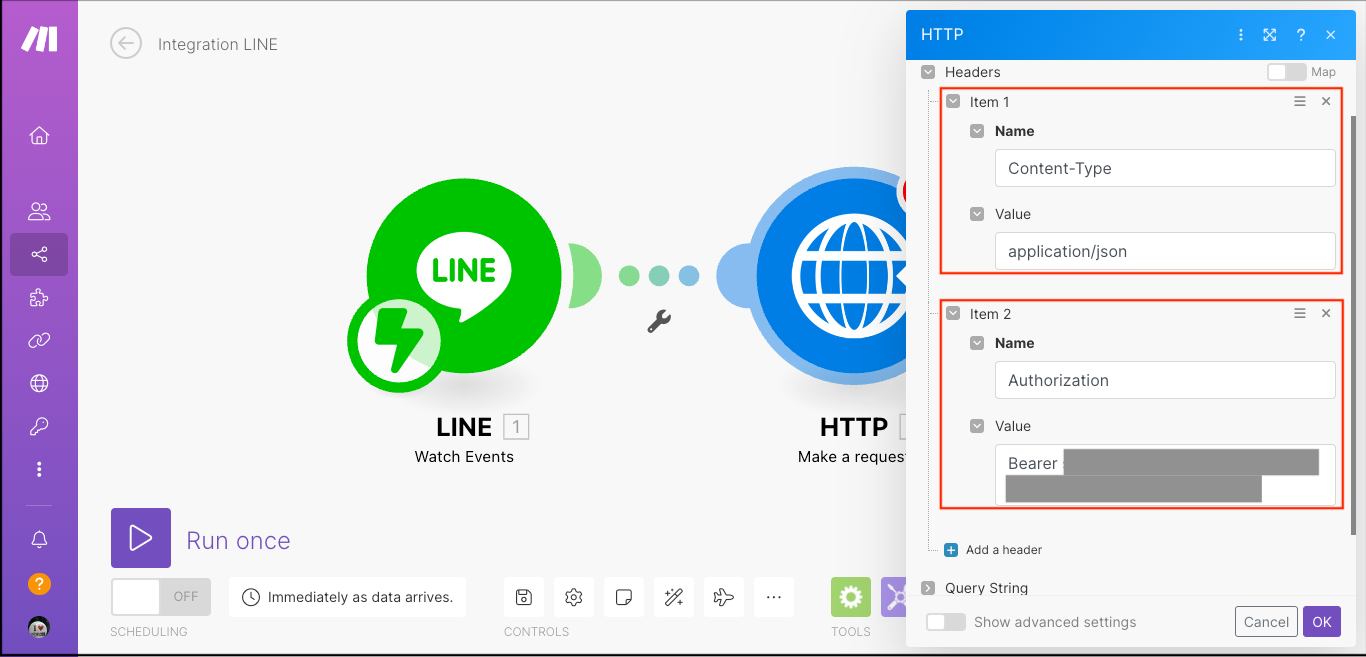 Integration LINE
LINE
LINE 1
Watch Events
HTTP
Make a reques
Run once
OFF
Immediately as data arrives.
SCHEDULING
CONTROLS
TOOLS
HTTP
Headers
Map
Item 1
Name
Content-Type
Value
application/json
Item 2
Name
Authorization
Value
Bearer
Add a header
Query String
Show advanced settings
Cancel
OK